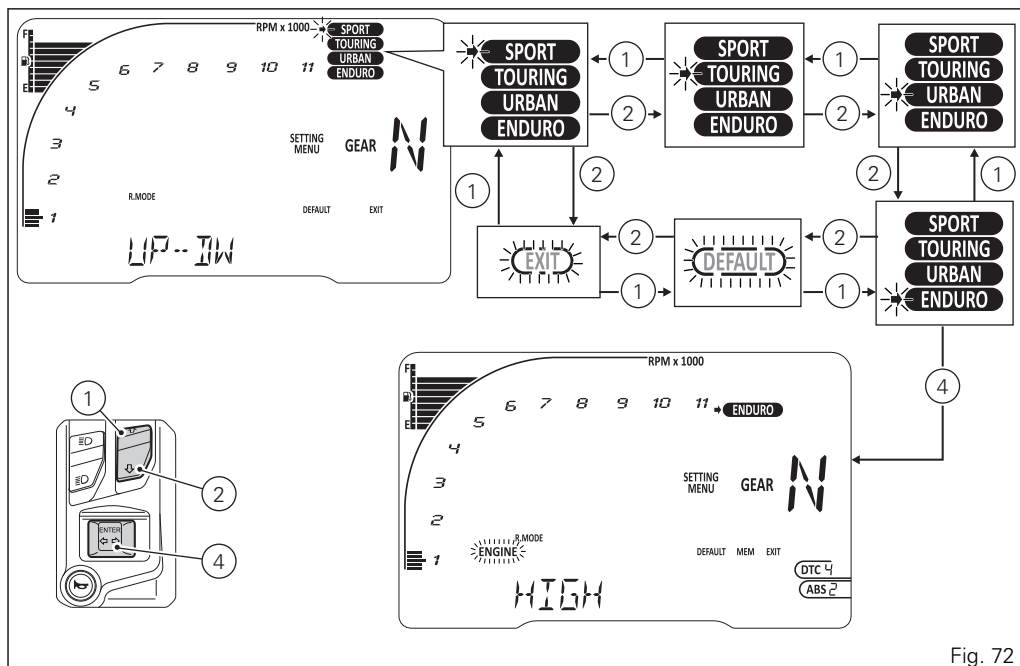 RPM x 1000
SPORT
TOURING
URBAN
ENDURO
F
E
1
2
3
4
5
6 7 8 9 10 11
SETTING
MENU
GEAR N
R.MODE
DEFAULT EXIT
UP--DW
SPORT
TOURING
URBAN
ENDURO
1
2
SPORT
TOURING
URBAN
ENDURO
1
2
SPORT
TOURING
URBAN
ENDURO
1
2
2
1
EXIT
2
1
DEFAULT
2
1
SPORT
TOURING
URBAN
ENDURO
4
1
2
ENTER
4
RPM x 1000
F
E
1
2
3
4
5
6 7 8 9 10 11
ENDURO
SETTING
MENU
GEAR N
R.MODE
ENGINE
DEFAULT MEM EXIT
DTC 4
ABS 2
HIGH
Fig. 72